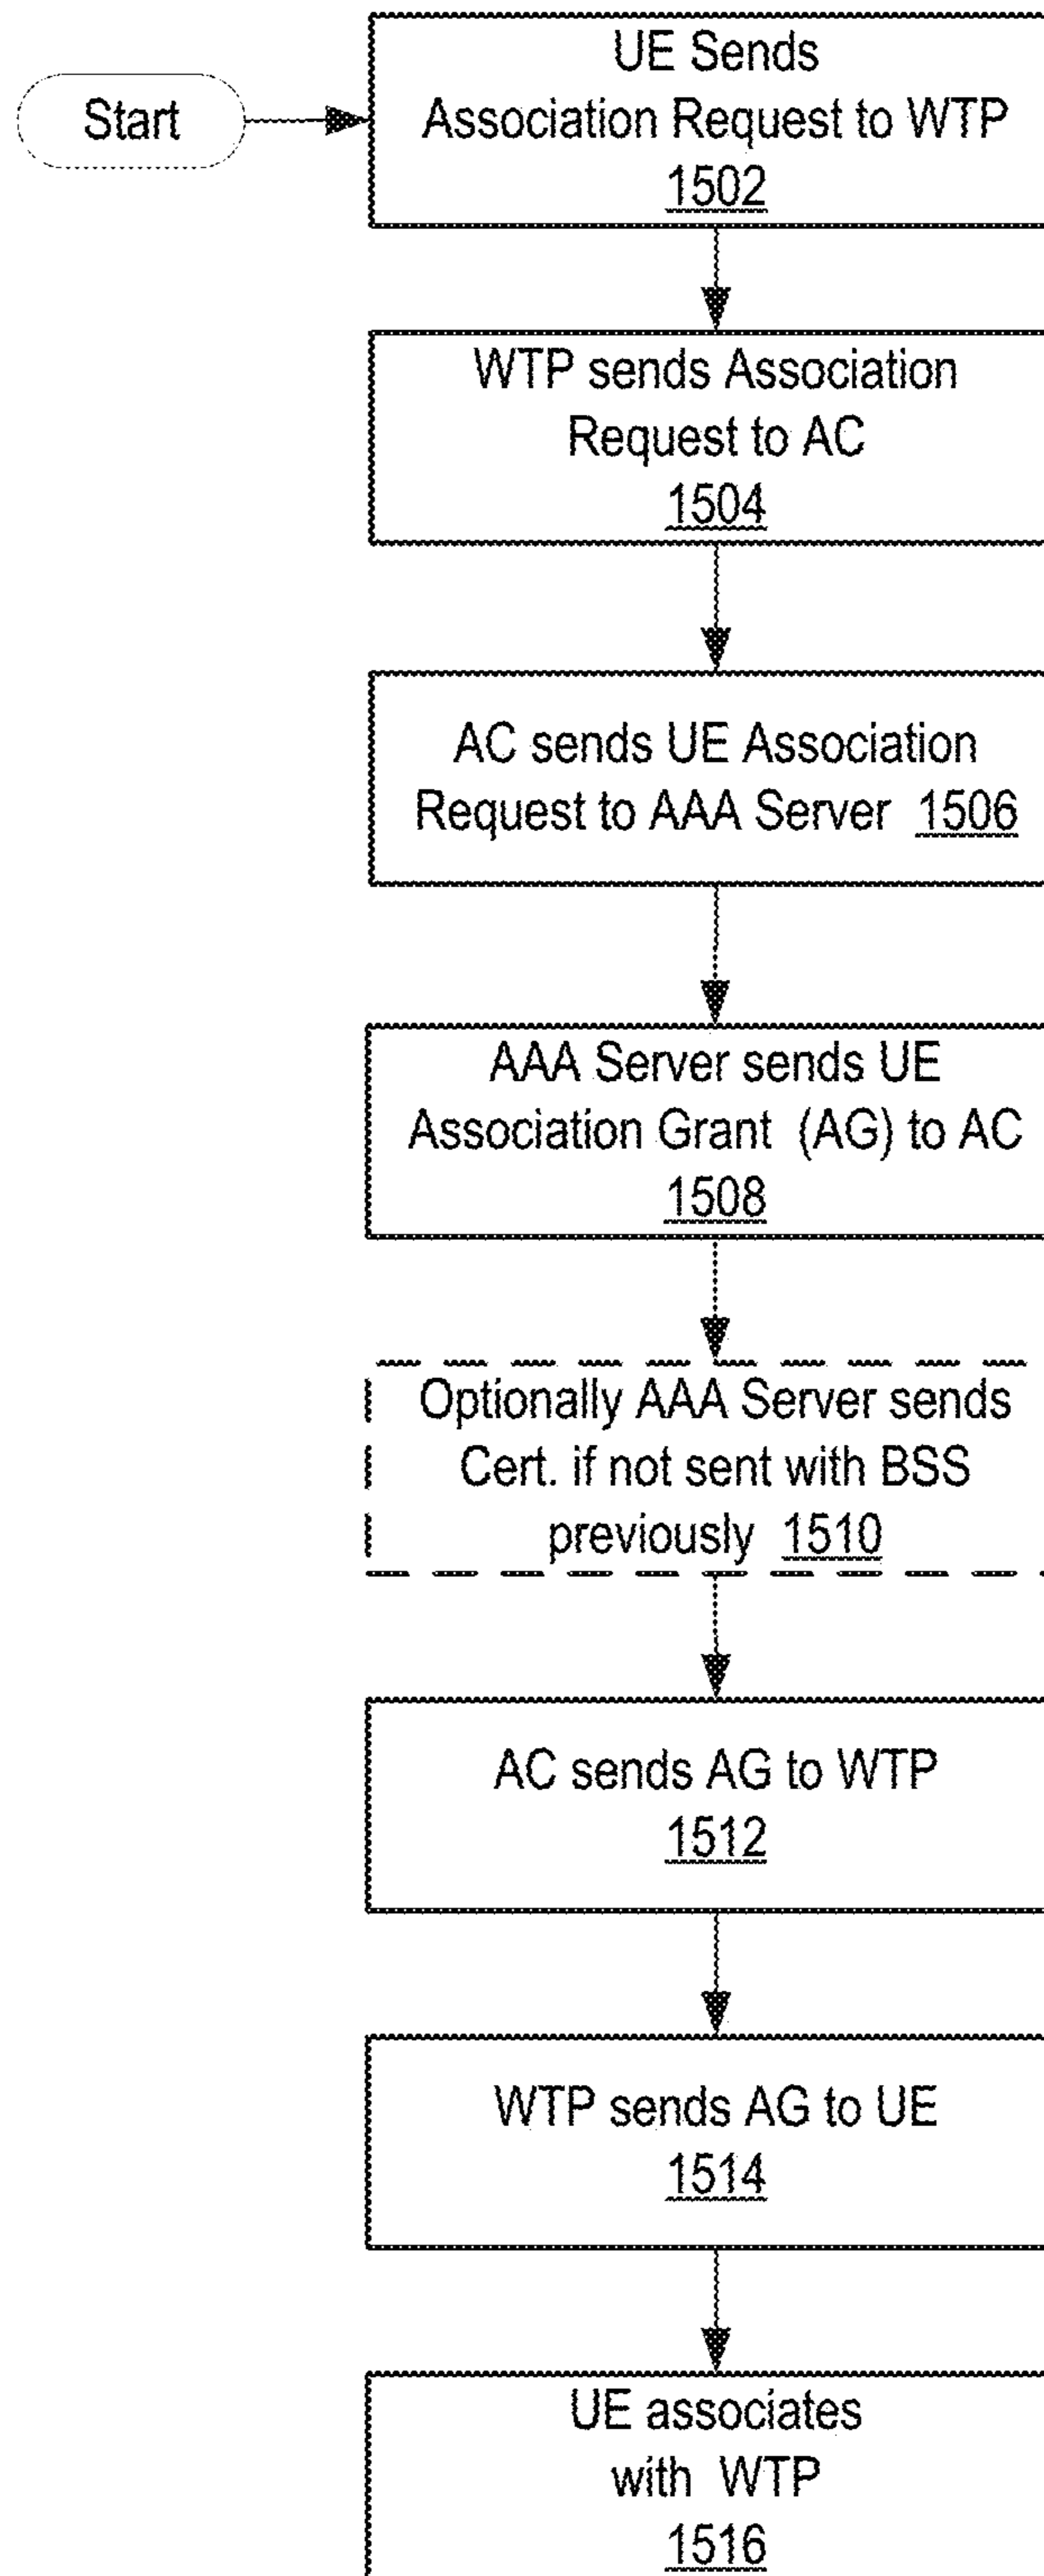 Start
UE Sends
Association Request to WTP
1502
WTP sends Association
Request to AC
1504
AC sends UE Association
Request to AAA Server 1506
AAA Server sends UE
Association Grant (AG) to AC
1508
Optionally AAA Server sends
Cert. if not sent with BSS
previously 1510
AC sends AG to WTP
1512
WTP sends AG to UE
1514
UE associates
with WTP
1516